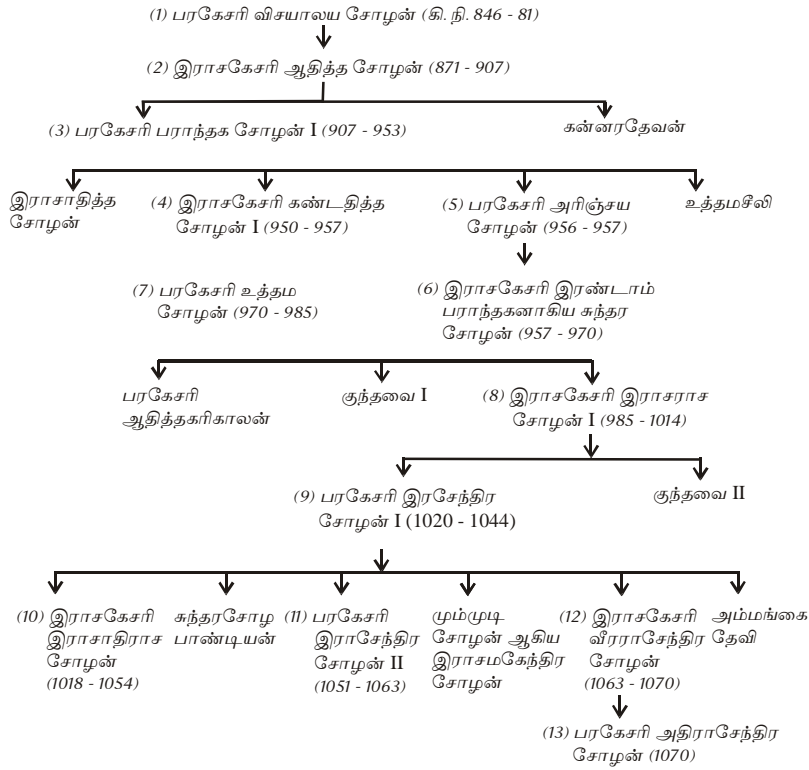 (1) பரகேசரி விசயாலய சோழன் (கி. நி. 846 - 81)
(2) இராசகேசரி ஆதித்த சோழன் (871 - 907)
(3) பரகேசரி பராந்தக சோழன் I (907 - 953)
கன்னரதேவன்
இராசாதித்த
சோழன்
(4) இராசகேசரி கண்டதித்த
சோழன் I (950 - 957)
(5) பரகேசரி அரிஞ்சய
சோழன் (956 - 957)
உத்தமசீலி
(7) பரகேசரி உத்தம
சோழன் (970 - 985)
(6) இராசகேசரி இரண்டாம்
பராந்தகனாகிய சுந்தர
சோழன் (957 - 970)
பரகேசரி
ஆதித்தகரிகாலன்
குந்தவை I
(8) இராசகேசரி இராசராச
சோழன் I (985 - 1014)
(9) பரகேசரி இரசேந்திர
சோழன் I (1020 - 1044)
குந்தவை II
(10) இராசகேசரி
இராசாதிராச
சோழன்
(1018 - 1054)
சுந்தரசோழ
பாண்டியன்
(11) பரகேசரி
இராசேந்திர
சோழன் II
(1051 - 1063)
மும்முடி
சோழன் ஆகிய
இராசமகேந்திர
சோழன்
(12) இராசகேசரி
வீரராசேந்திர
சோழன்
(1063 - 1070)
அம்மங்கை
தேவி
(13) பரகேசரி அதிராசேந்திர
சோழன் (1070)